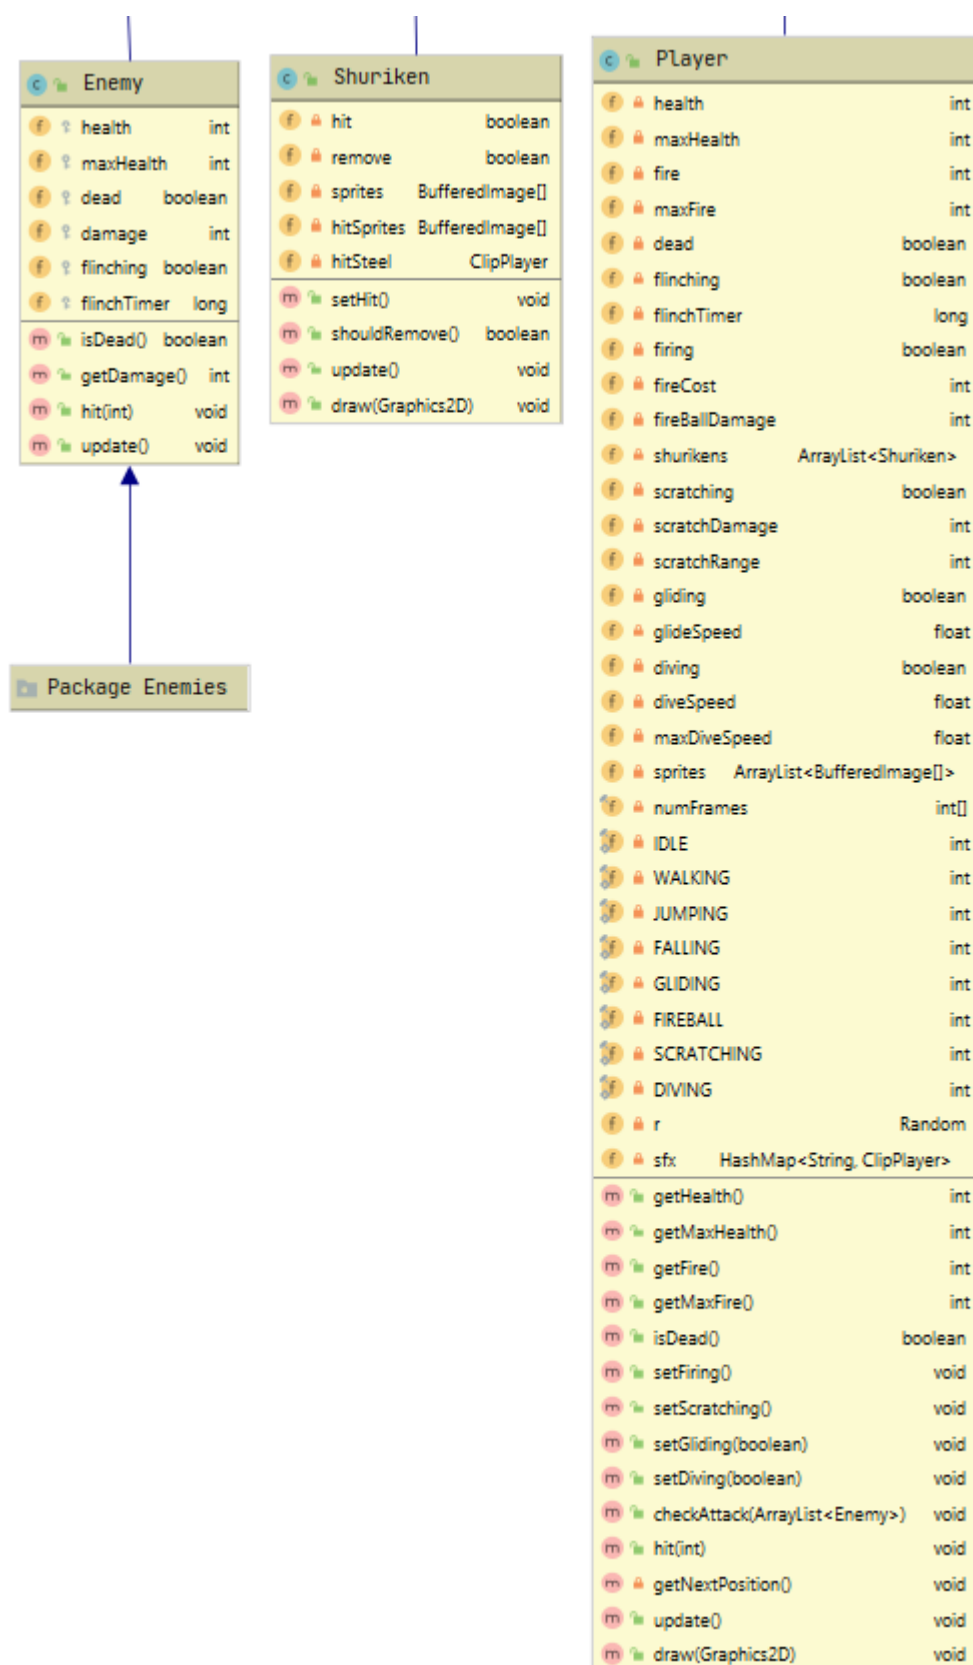 Enemy
health int
maxHealth int
dead boolean
damage int
flinching boolean
flinchTimer long
isDead() boolean
getDamage() int
hit(int) void
update() void
Package Enemies
Shuriken
hit boolean
remove boolean
sprites BufferedImage[]
hitSprites BufferedImage[]
hitSteel ClipPlayer
setHit() void
shouldRemove() boolean
update() void
draw(Graphics2D) void
Player
health int
maxHealth int
fire int
maxFire int
dead boolean
flinching boolean
flinchTimer long
firing boolean
fireCost int
fireBallDamage int
shurikens ArrayList<Shuriken>
scratching boolean
scratchDamage int
scratchRange int
gliding boolean
glideSpeed float
diving boolean
diveSpeed float
maxDiveSpeed float
sprites ArrayList<BufferedImage[]>
numFrames int[]
IDLE int
WALKING int
JUMPING int
FALLING int
GLIDING int
FIREBALL int
SCRATCHING int
DIVING int
r Random
sfx HashMap<String, ClipPlayer>
getHealth() int
getMaxHealth() int
getFire() int
getMaxFire() int
isDead() boolean
setFiring() void
setScratching() void
setGliding(boolean) void
setDiving(boolean) void
checkAttack(ArrayList<Enemy>) void
hit(int) void
getNextPosition() void
update() void
draw(Graphics2D) void